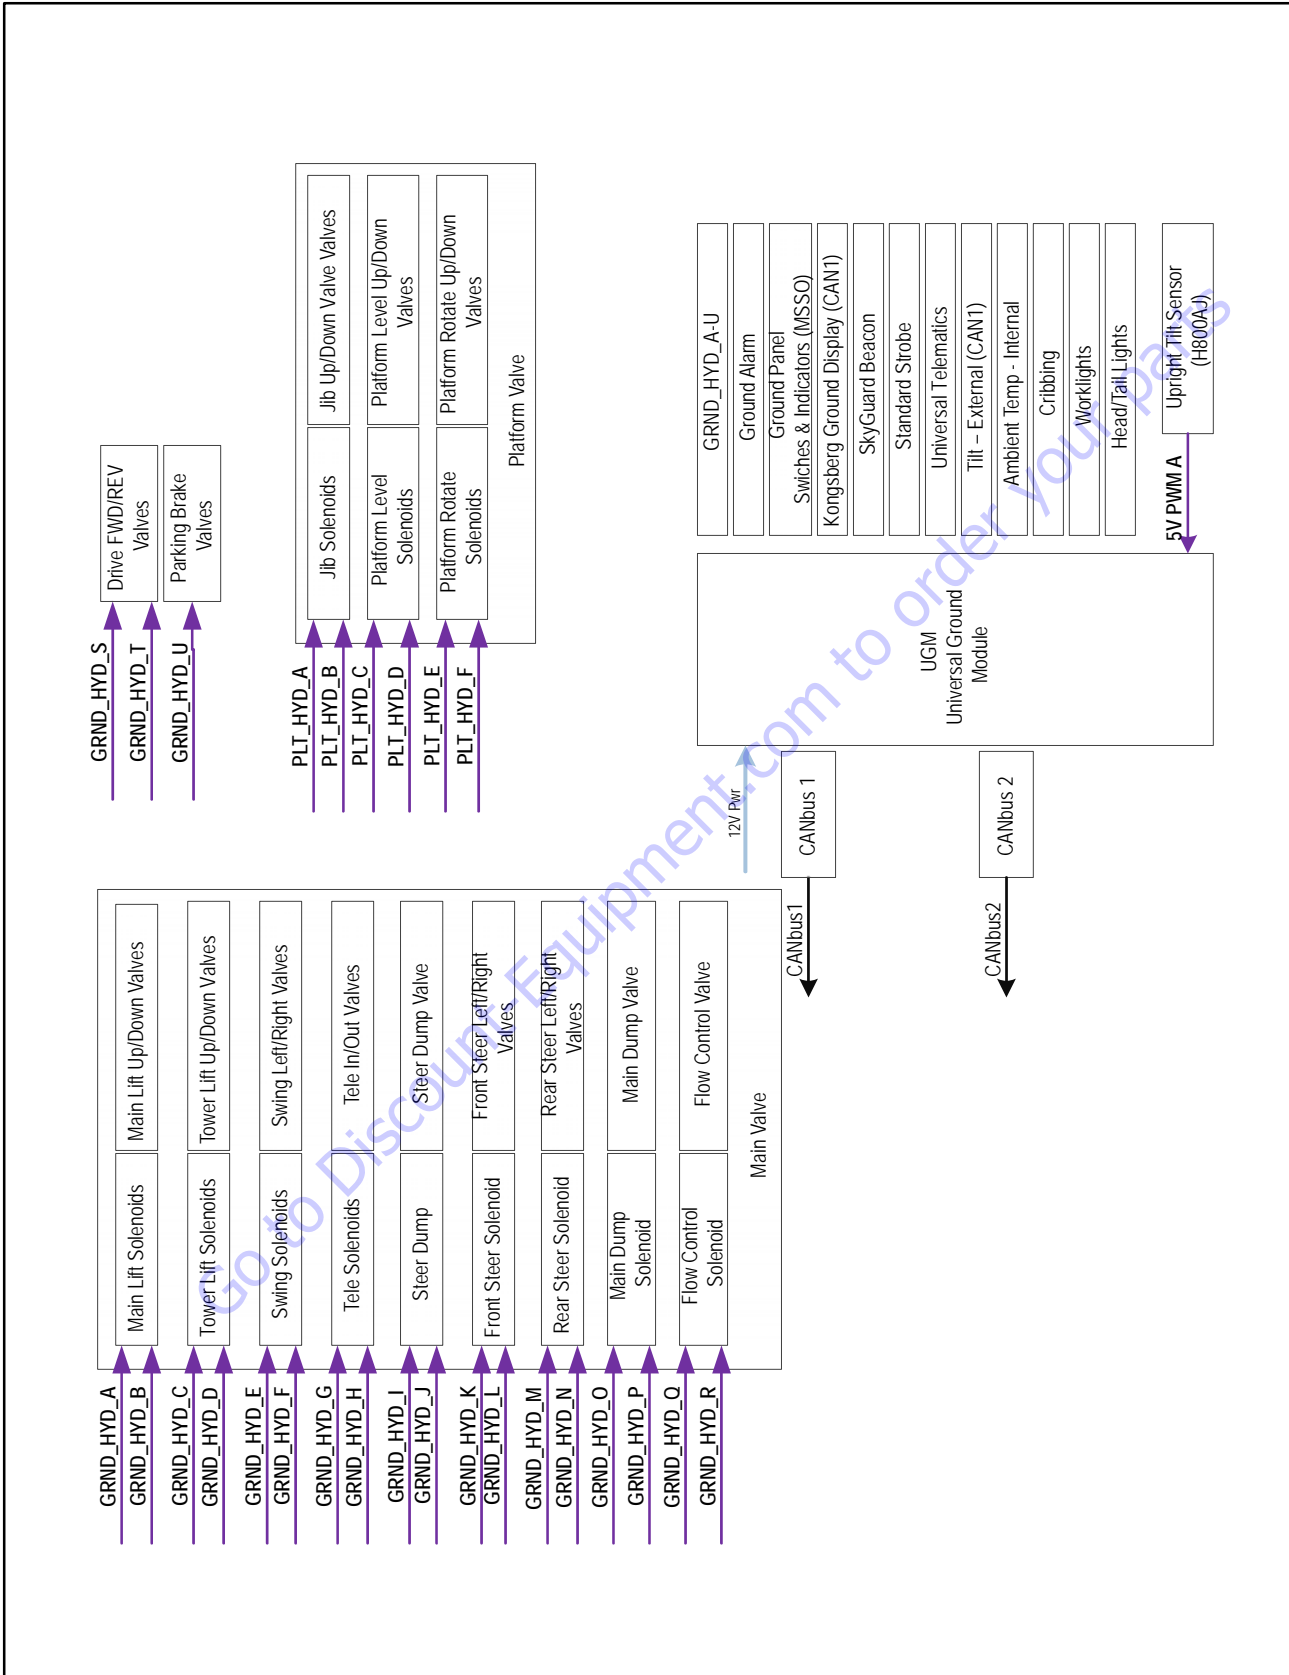 GRND_HYD_A
GRND_HYD_B
GRND_HYD_C
GRND_HYD_D
GRND_HYD_E
GRND_HYD_F
GRND_HYD_G
GRND_HYD_H
GRND_HYD_I
GRND_HYD_J
GRND_HYD_K
GRND_HYD_L
GRND_HYD_M
GRND_HYD_N
GRND_HYD_O
GRND_HYD_P
GRND_HYD_Q
GRND_HYD_R
Main Lift Solenoids
Main Lift Up/Down Valves
Tower Lift Solenoids
Tower Lift Up/Down Valves
Swing Solenoids
Swing Left/Right Valves
Tele Solenoids
Tele In/Out Valves
Steer Dump
Steer Dump Valve
Front Steer Solenoid
Front Steer Left/Right
Valves
Rear Steer Solenoid
Rear Steer Left/Right
Valves
Main Dump
Solenoid
Main Dump Valve
Flow Control
Solenoid
Flow Control Valve
Main Valve
GRND_HYD_S
GRND_HYD_T
GRND_HYD_U
Drive FWD/REV
Valves
Parking Brake
Valves
PLT_HYD_A
PLT_HYD_B
PLT_HYD_C
PLT_HYD_D
PLT_HYD_E
PLT_HYD_F
Jib Solenoids
Jib Up/Down Valve Valves
Platform Level
Solenoids
Platform Level Up/Down
Valves
Platform Rotate
Solenoids
Platform Rotate Up/Down
Valves
Platform Valve
12V Pwr
CANbus1
CANbus 1
CANbus2
CANbus 2
UGM
Universal Ground
Module
GRND_HYD_A-U
Ground Alarm
Ground Panel
Swiches & Indicators (MSSO)
Kongsberg Ground Display (CAN1)
SkyGuard Beacon
Standard Strobe
Universal Telematics
Tilt – External (CAN1)
Ambient Temp - Internal
Cribbing
Worklights
Head/Tail Lights
5V PWM A
Upright Tilt Sensor
(H800AJ)
Go to Discount-Equipment.com to order your parts